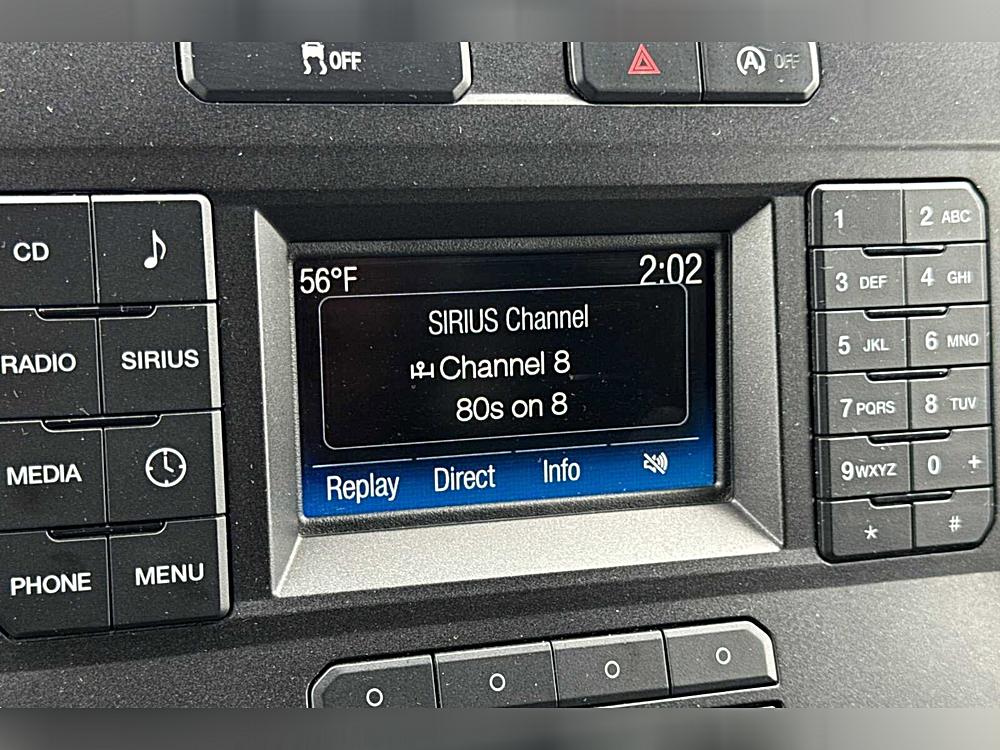 OFF
OFF
CD
RADIO SIRIUS
MEDIA
PHONE MENU
56°F 2:02
SIRIUS Channel
Channel 8
80s on 8
Replay Direct Info
1 2 ABC
3 DEF 4 GHI
5 JKL 6 MNO
7 PQRS 8 TUV
9 WXYZ 0 +
* #